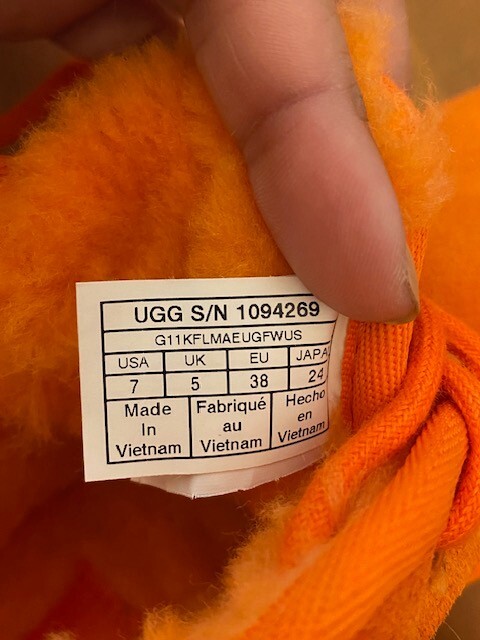 UGG S/N 1094269
G11KFLMAEUGFWUS
USA UK EU JAPA
7 5 38 24
Made In Vietnam
Fabriqué au Vietnam
Hecho en Vietnam